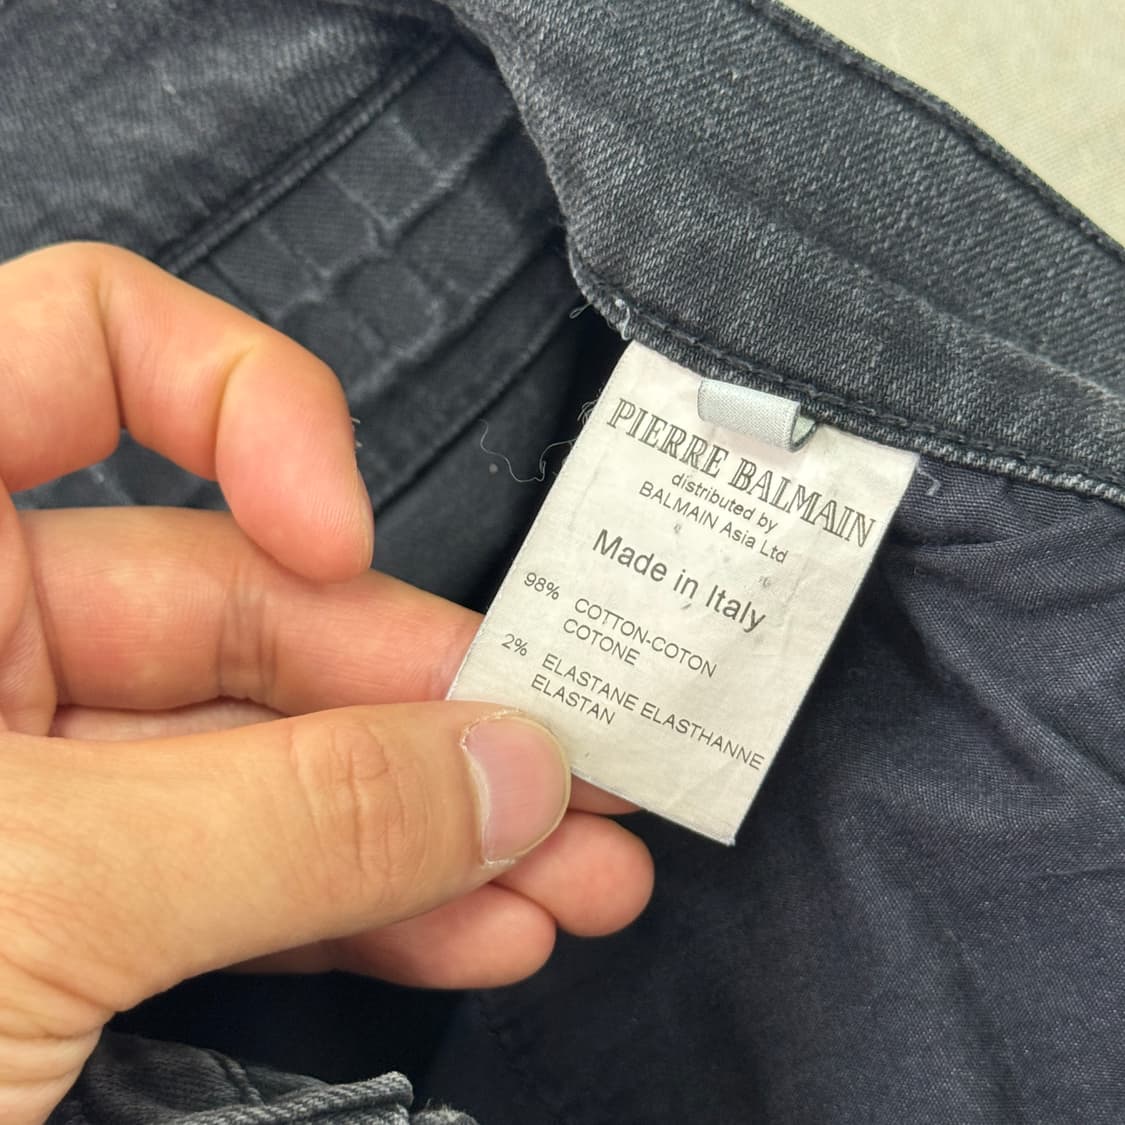 PIERRE BALMAIN
distributed by
BALMAIN Asia Ltd
Made in Italy
98% COTTON-COTON
COTONE
2% ELASTANE ELASTHANNE
ELASTAN